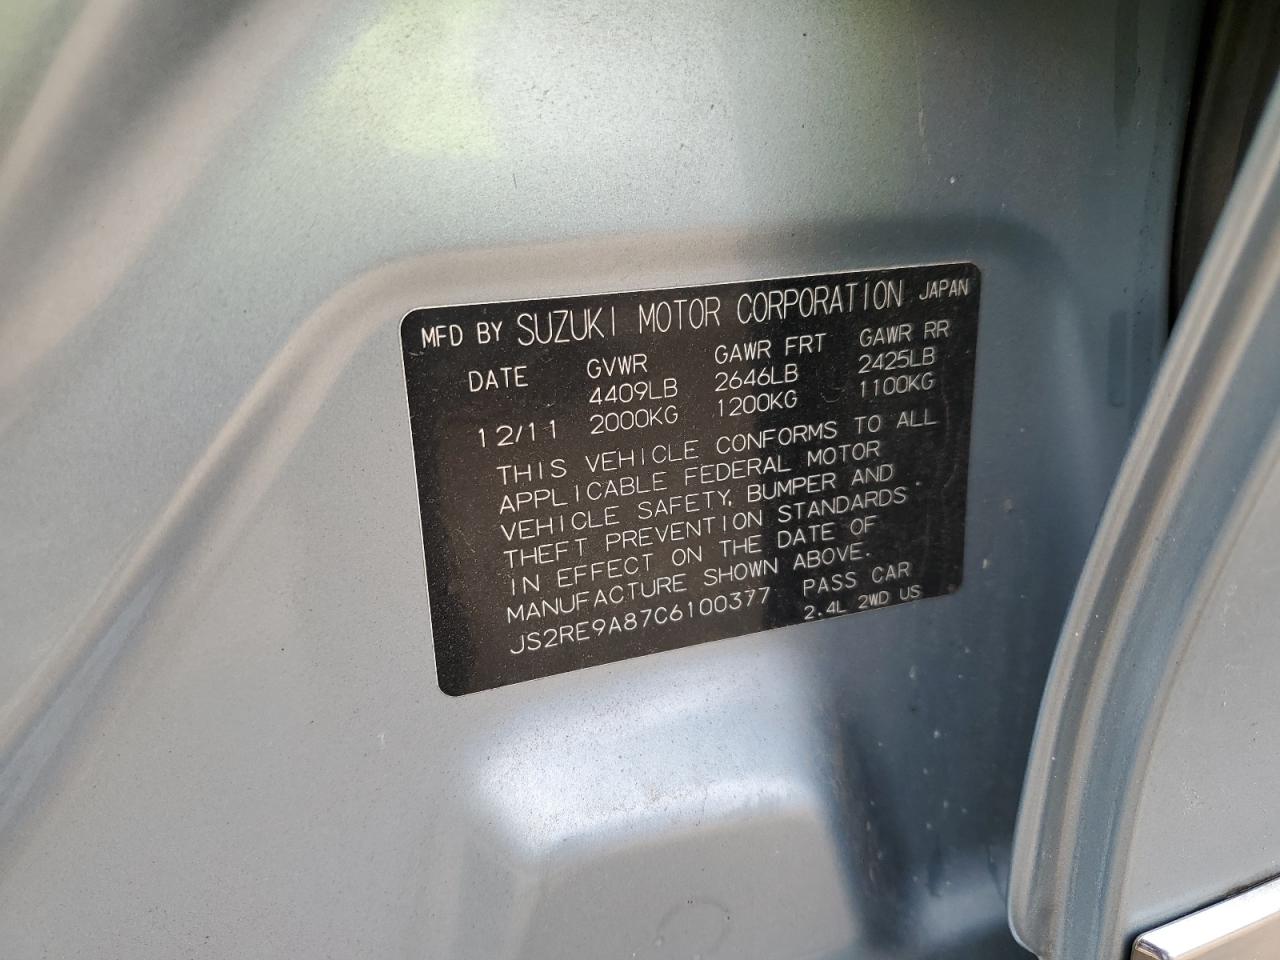 MFD BY SUZUKI MOTOR CORPORATION JAPAN
DATE GVWR GAWR FRT GAWR RR
4409LB 2646LB 2425LB
12/11 2000KG 1200KG 1100KG
THIS VEHICLE CONFORMS TO ALL
APPLICABLE FEDERAL MOTOR
VEHICLE SAFETY, BUMPER AND
THEFT PREVENTION STANDARDS
IN EFFECT ON THE DATE OF
MANUFACTURE SHOWN ABOVE.
JS2RE9A87C6100377 PASS CAR
2.4L 2WD US